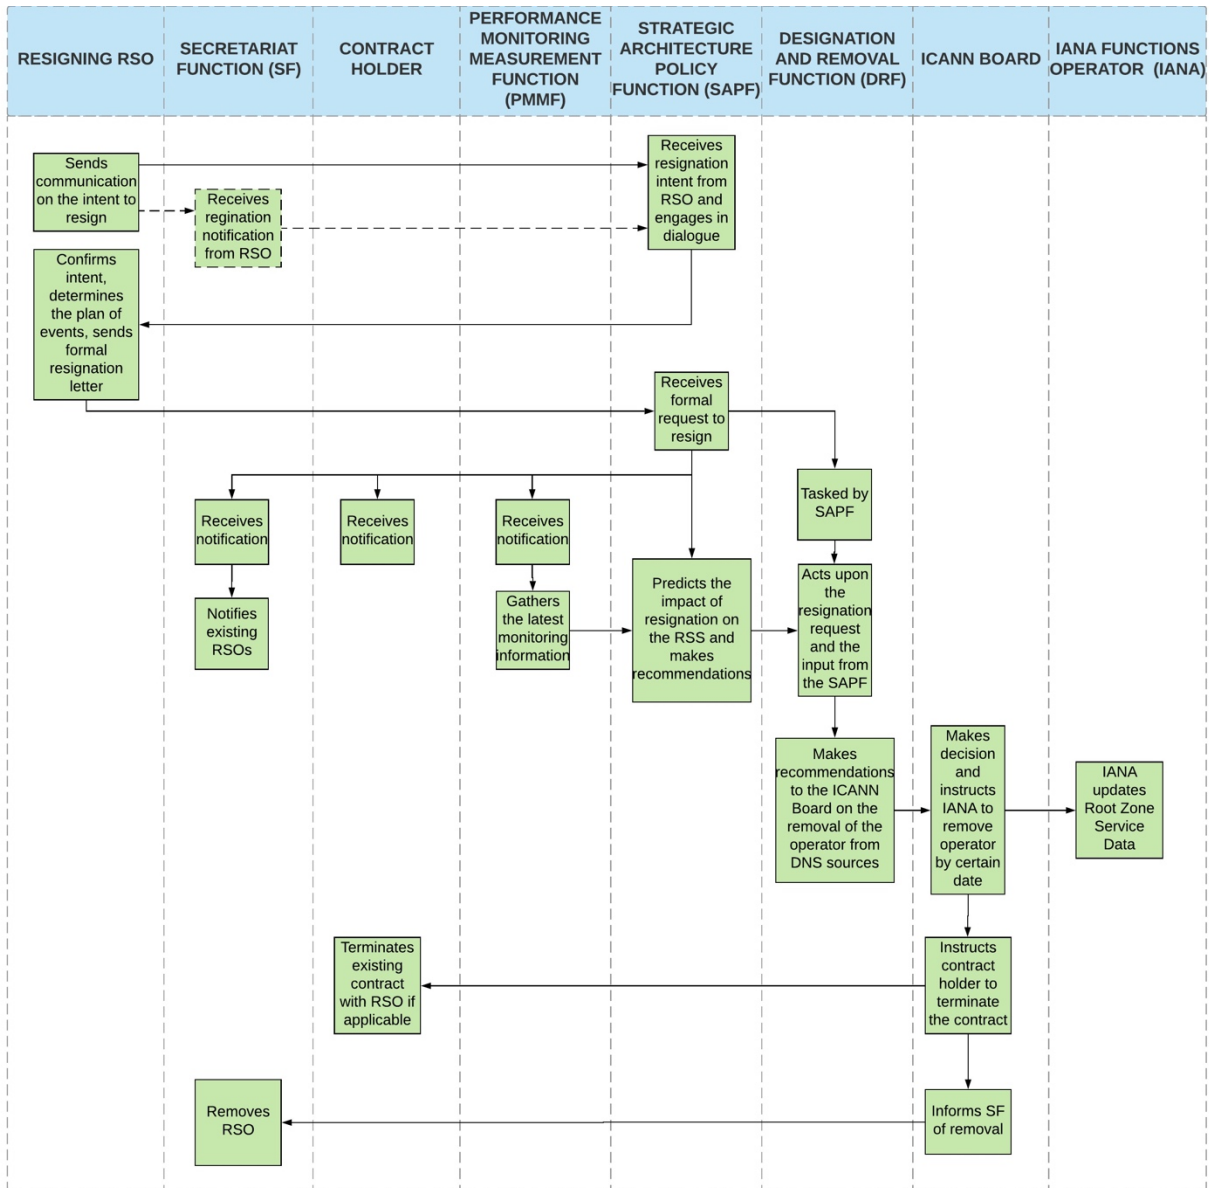 RESIGNING RSO
SECRETARIAT
FUNCTION (SF)
CONTRACT
HOLDER
PERFORMANCE
MONITORING
MEASUREMENT
FUNCTION
(PMMF)
STRATEGIC
ARCHITECTURE
POLICY
FUNCTION (SAPF)
DESIGNATION
AND REMOVAL
FUNCTION (DRF)
ICANN BOARD
IANA FUNCTIONS
OPERATOR (IANA)
Sends
communication
on the intent to
resign
Receives
regination
notification
from RSO
Receives
resignation
intent from
RSO and
engages in
dialogue
Confirms
intent,
determines
the plan of
events, sends
formal
resignation
letter
Receives
formal
request to
resign
Tasked by
SAPF
Receives
notification
Receives
notification
Receives
notification
Notifies
existing
RSOs
Gathers
the latest
monitoring
information
Predicts the
impact of
resignation on
the RSS and
makes
recommendations
Acts upon
the
resignation
request
and the
input from
the SAPF
Makes
recommendations
to the ICANN
Board on the
removal of the
operator from
DNS sources
Makes
decision
and
instructs
IANA to
remove
operator
by certain
date
IANA
updates
Root Zone
Service
Data
Terminates
existing
contract
with RSO if
applicable
Instructs
contract
holder to
terminate
the contract
Removes
RSO
Informs SF
of removal